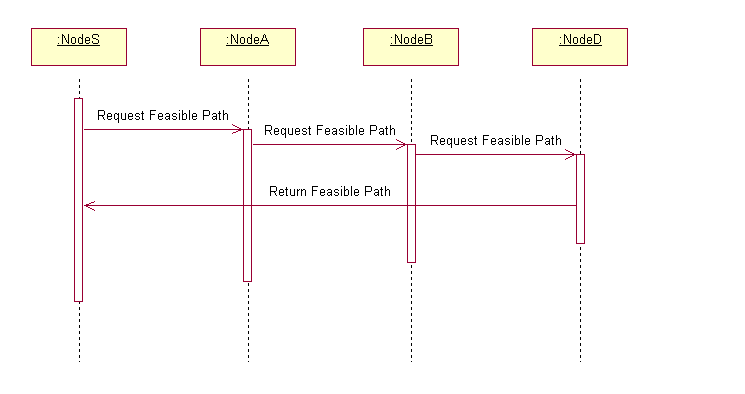 :NodeS
:NodeA
:NodeB
:NodeD
Request Feasible Path
Request Feasible Path
Request Feasible Path
Return Feasible Path